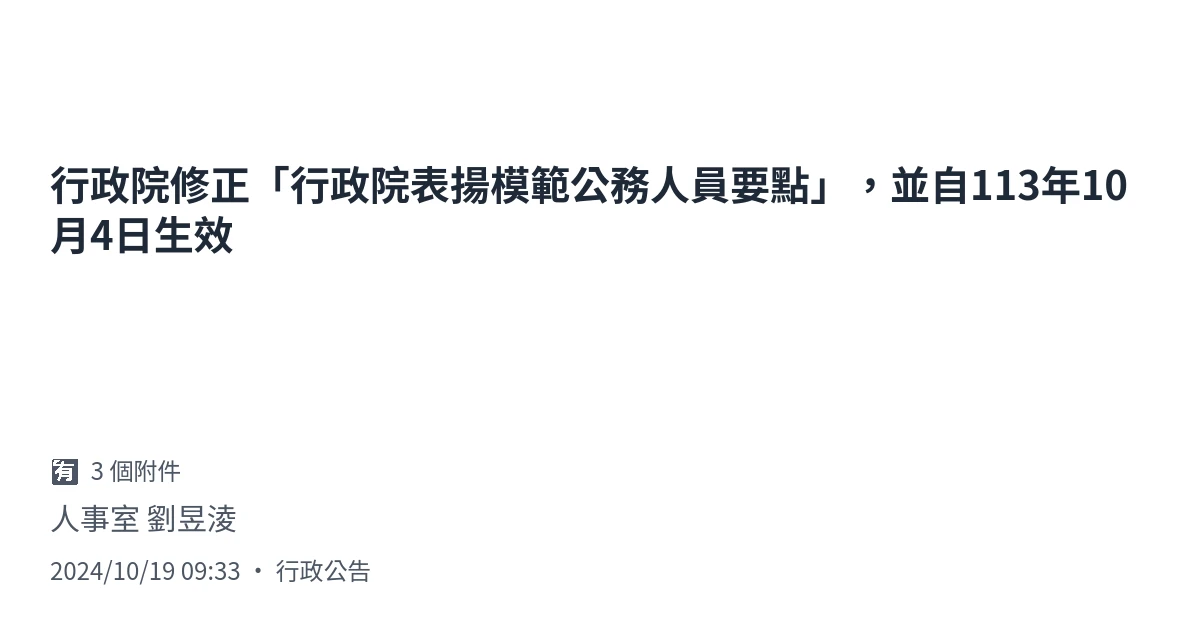 行政院修正「行政院表揚模範公務人員要點」，並自113年10
月4日生效
有 3 個附件
人事室 劉昱淩
2024/10/19 09:33 • 行政公告